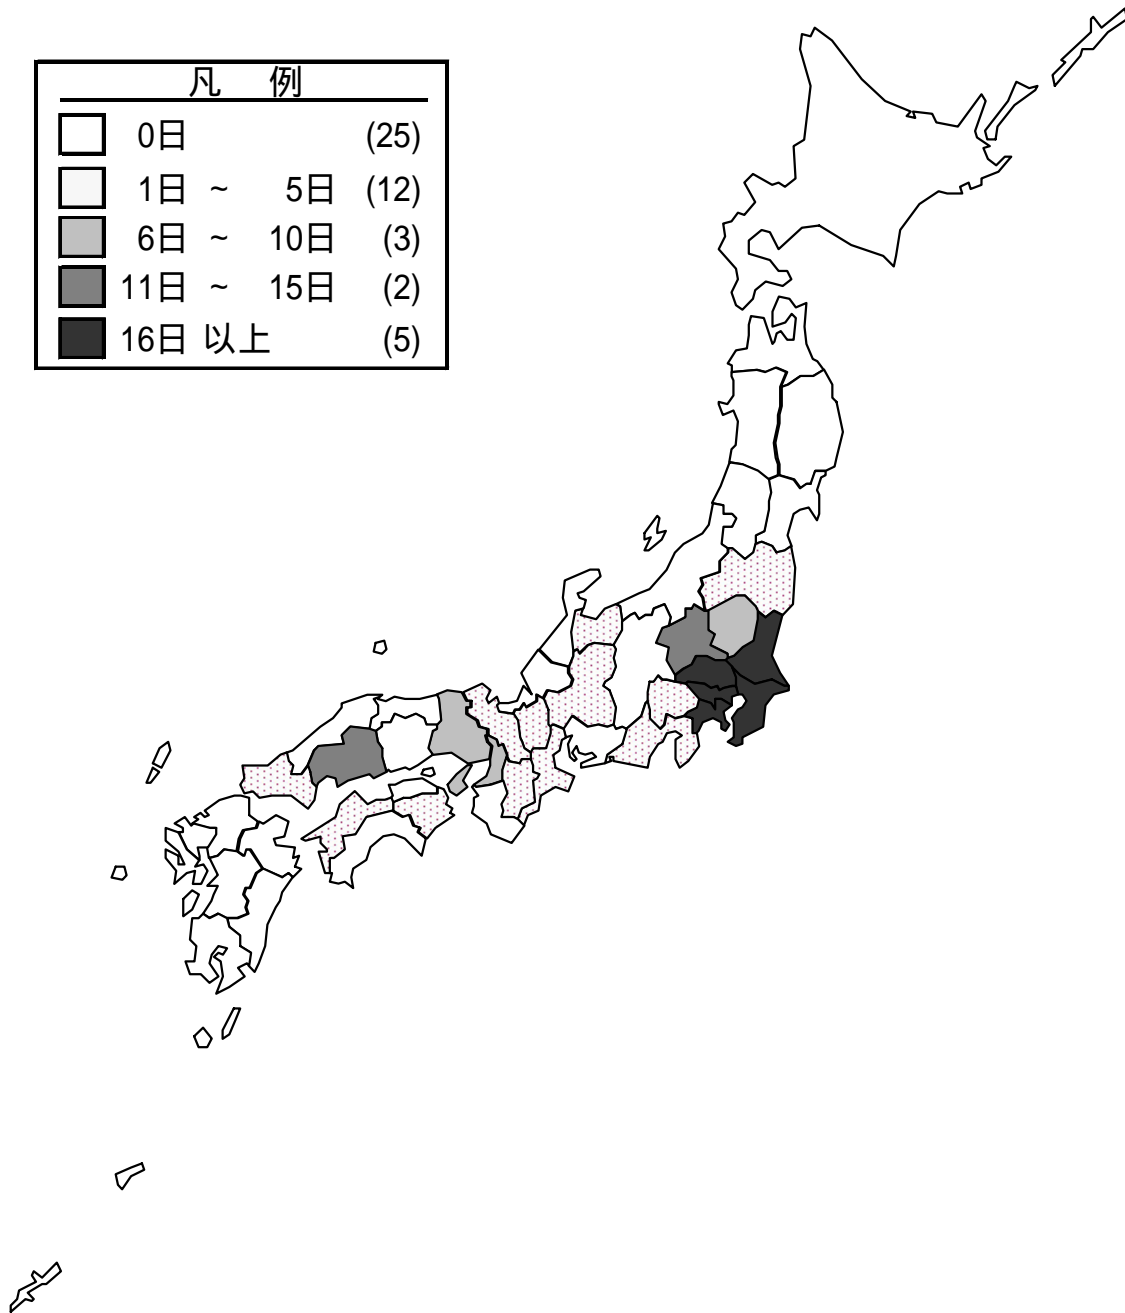 凡 例
0日 (25)
1日 ~ 5日 (12)
6日 ~ 10日 (3)
11日 ~ 15日 (2)
16日 以上 (5)